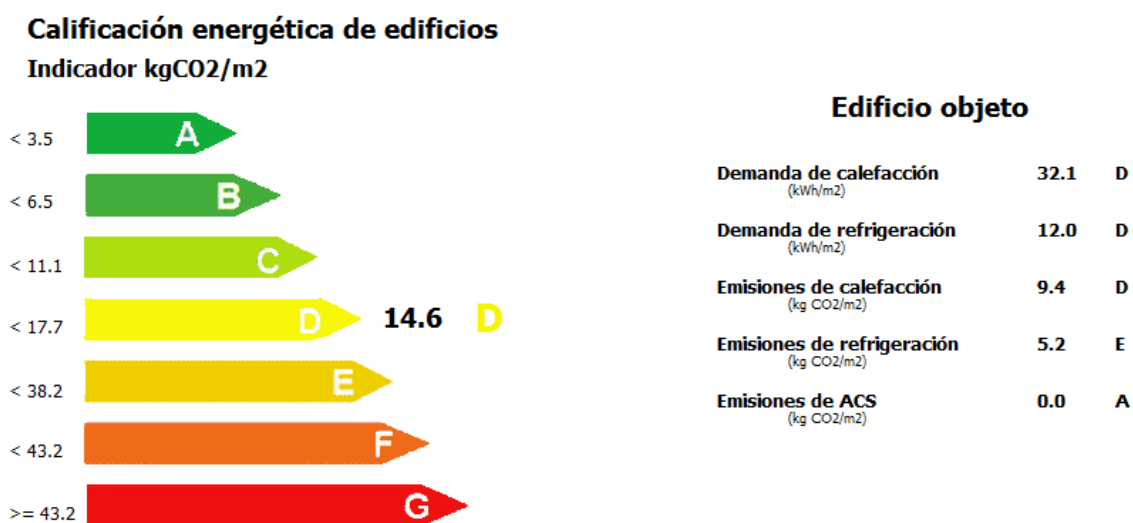 Calificación energética de edificios
Indicador kgCO2/m2
< 3.5 A
< 6.5 B
< 11.1 C
< 17.7 D 14.6 D
< 38.2 E
< 43.2 F
>= 43.2 G
Edificio objeto
Demanda de calefacción 32.1 D
(kWh/m2)
Demanda de refrigeración 12.0 D
(kWh/m2)
Emisiones de calefacción 9.4 D
(kg CO2/m2)
Emisiones de refrigeración 5.2 E
(kg CO2/m2)
Emisiones de ACS 0.0 A
(kg CO2/m2)